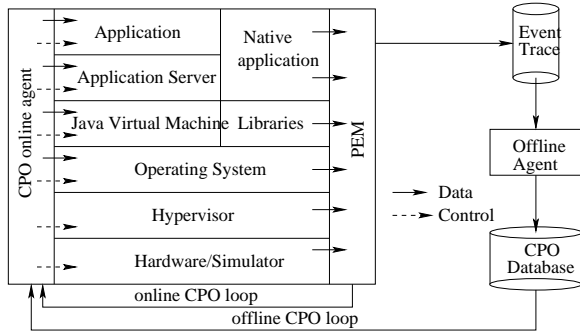 CPO online agent
Application
Application Server
Native
application
Java Virtual Machine
Libraries
Operating System
Hypervisor
Hardware/Simulator
PEM
Event
Trace
Offline
Agent
CPO
Database
Data
Control
online CPO loop
offline CPO loop